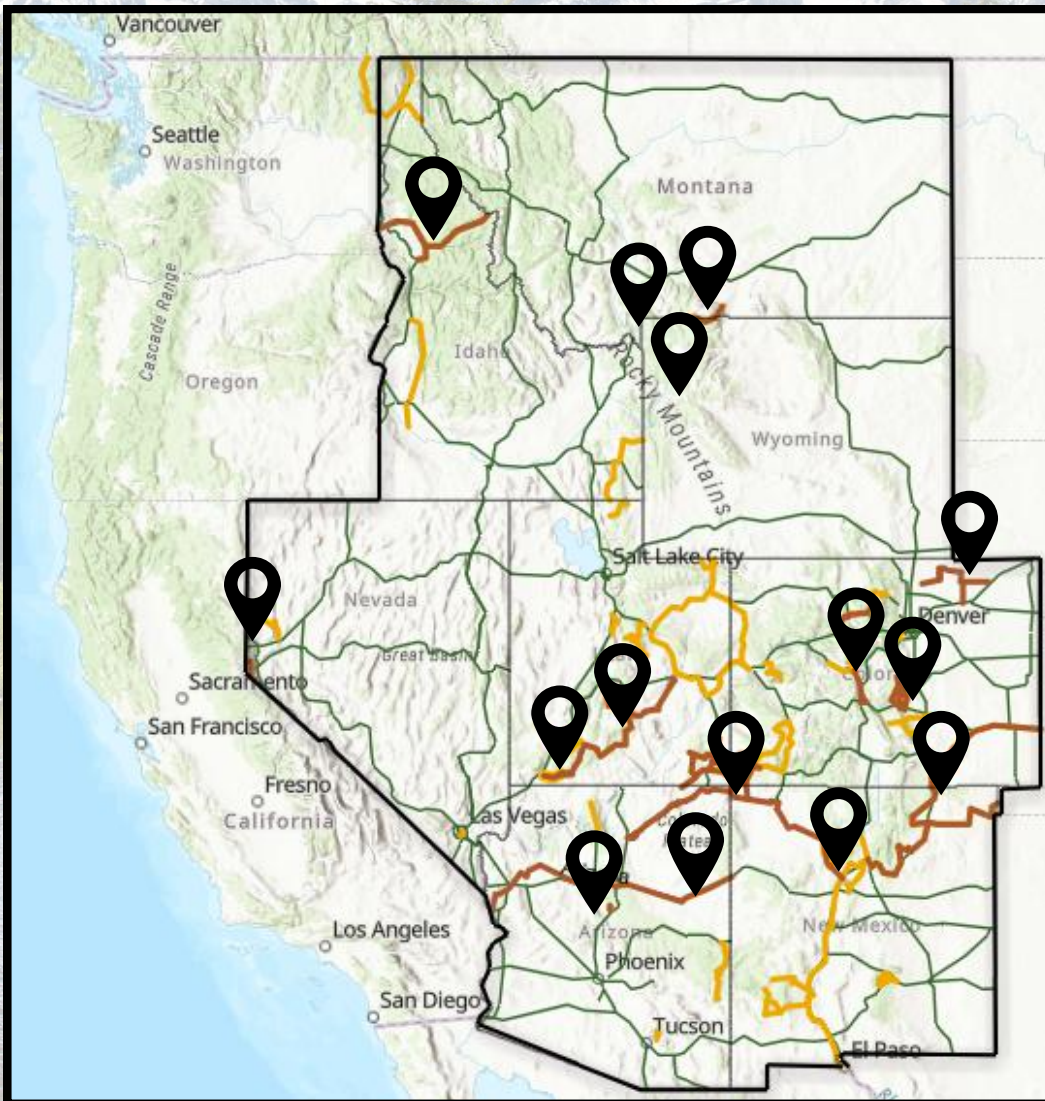 Vancouver
Seattle
Washington
Montana
Cascade Range
Oregon
Idaho
Rocky Mountains
Wyoming
Salt Lake City
Nevada
Denver
Great Basin
Sacramento
San Francisco
Fresno
California
Las Vegas
Los Angeles
Arizona
New Mexico
Phoenix
San Diego
Tucson
El Paso